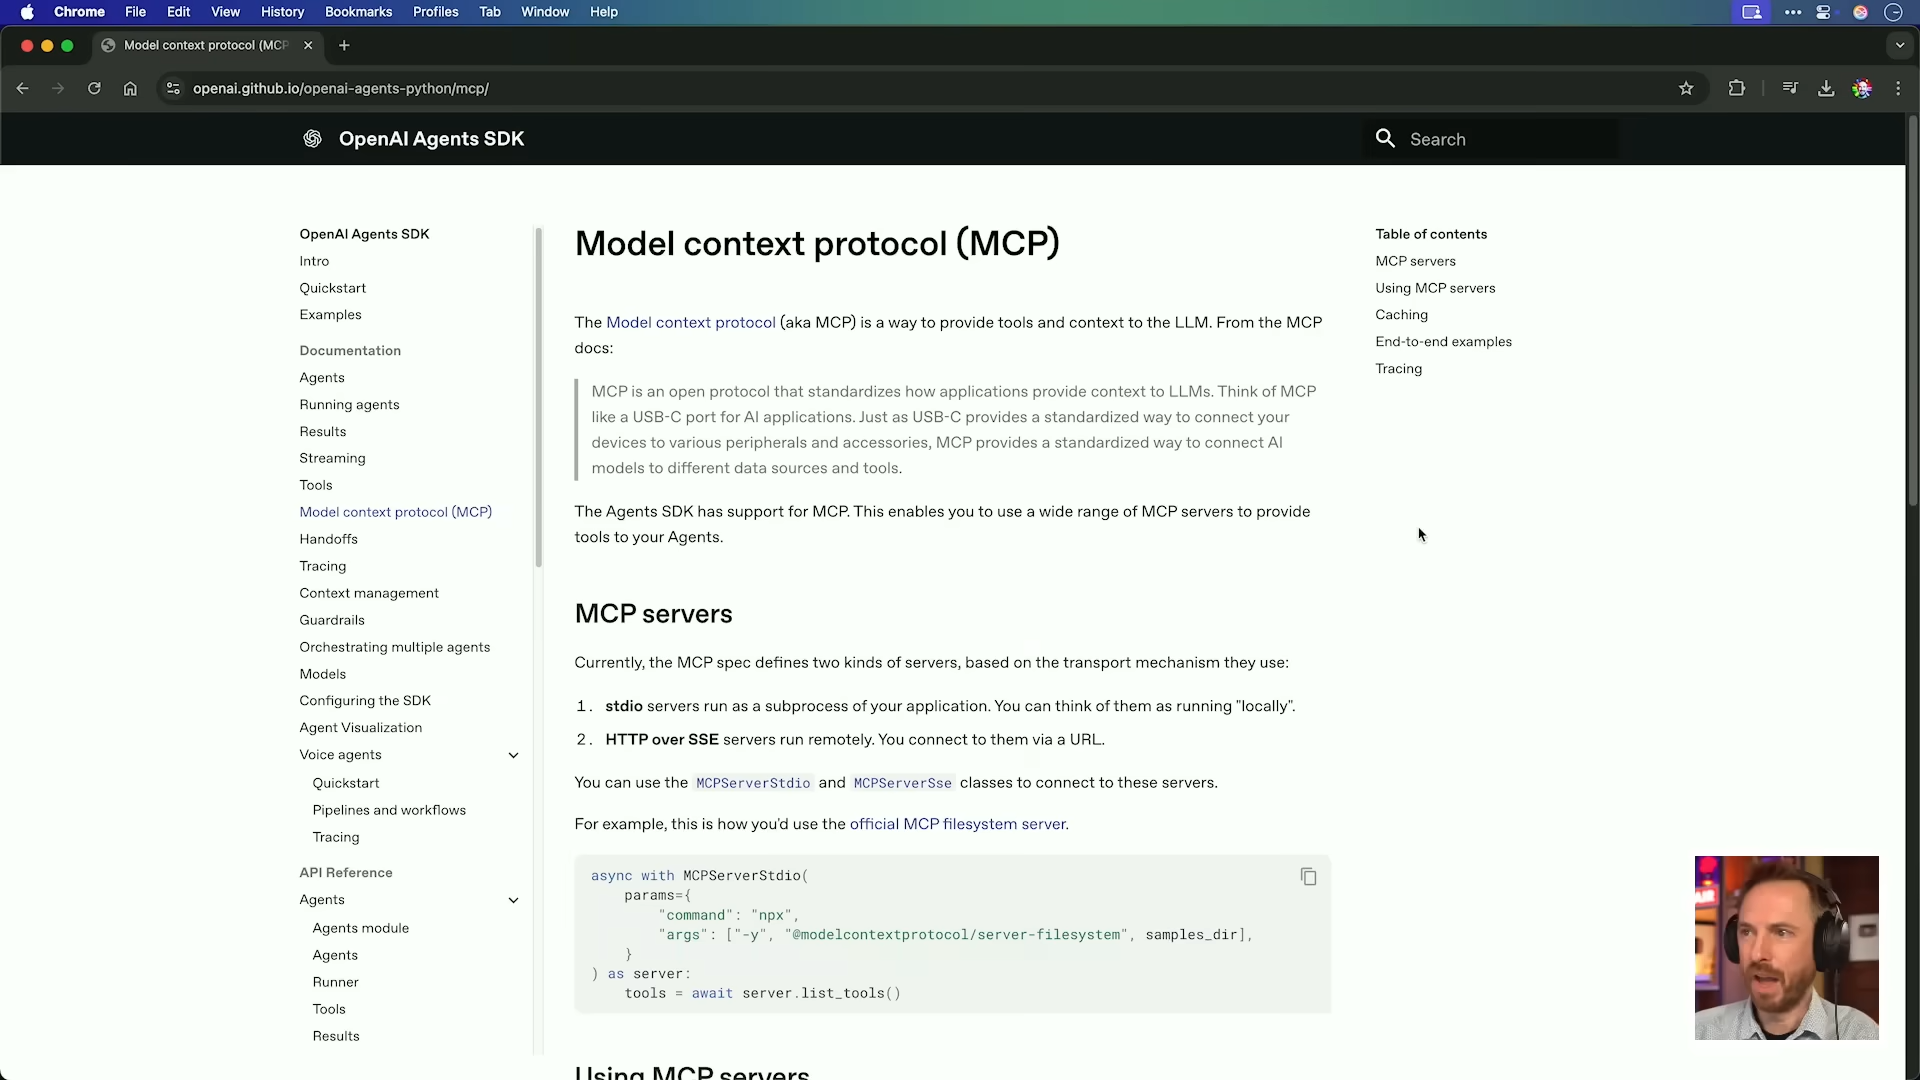 Chrome File Edit View History Bookmarks Profiles Tab Window Help
Model context protocol (MCP
openai.github.io/openai-agents-python/mcp/
OpenAI Agents SDK
Search
OpenAI Agents SDK
Intro
Quickstart
Examples
Documentation
Agents
Running agents
Results
Streaming
Tools
Model context protocol (MCP)
Handoffs
Tracing
Context management
Guardrails
Orchestrating multiple agents
Models
Configuring the SDK
Agent Visualization
Voice agents
Quickstart
Pipelines and workflows
Tracing
API Reference
Agents
Agents module
Agents
Runner
Tools
Results
Model context protocol (MCP)
The Model context protocol (aka MCP) is a way to provide tools and context to the LLM. From the MCP
docs:
MCP is an open protocol that standardizes how applications provide context to LLMs. Think of MCP
like a USB-C port for AI applications. Just as USB-C provides a standardized way to connect your
devices to various peripherals and accessories, MCP provides a standardized way to connect AI
models to different data sources and tools.
The Agents SDK has support for MCP. This enables you to use a wide range of MCP servers to provide
tools to your Agents.
MCP servers
Currently, the MCP spec defines two kinds of servers, based on the transport mechanism they use:
1. stdio servers run as a subprocess of your application. You can think of them as running "locally".
2. HTTP over SSE servers run remotely. You connect to them via a URL.
You can use the MCPServerStdio and MCPServerSse classes to connect to these servers.
For example, this is how you'd use the official MCP filesystem server.
async with MCPServerStdio(
    params={
        "command": "npx",
        "args": ["-y", "@modelcontextprotocol/server-filesystem", samples_dir],
    }
) as server:
    tools = await server.list_tools()
Using MCP servers
Table of contents
MCP servers
Using MCP servers
Caching
End-to-end examples
Tracing